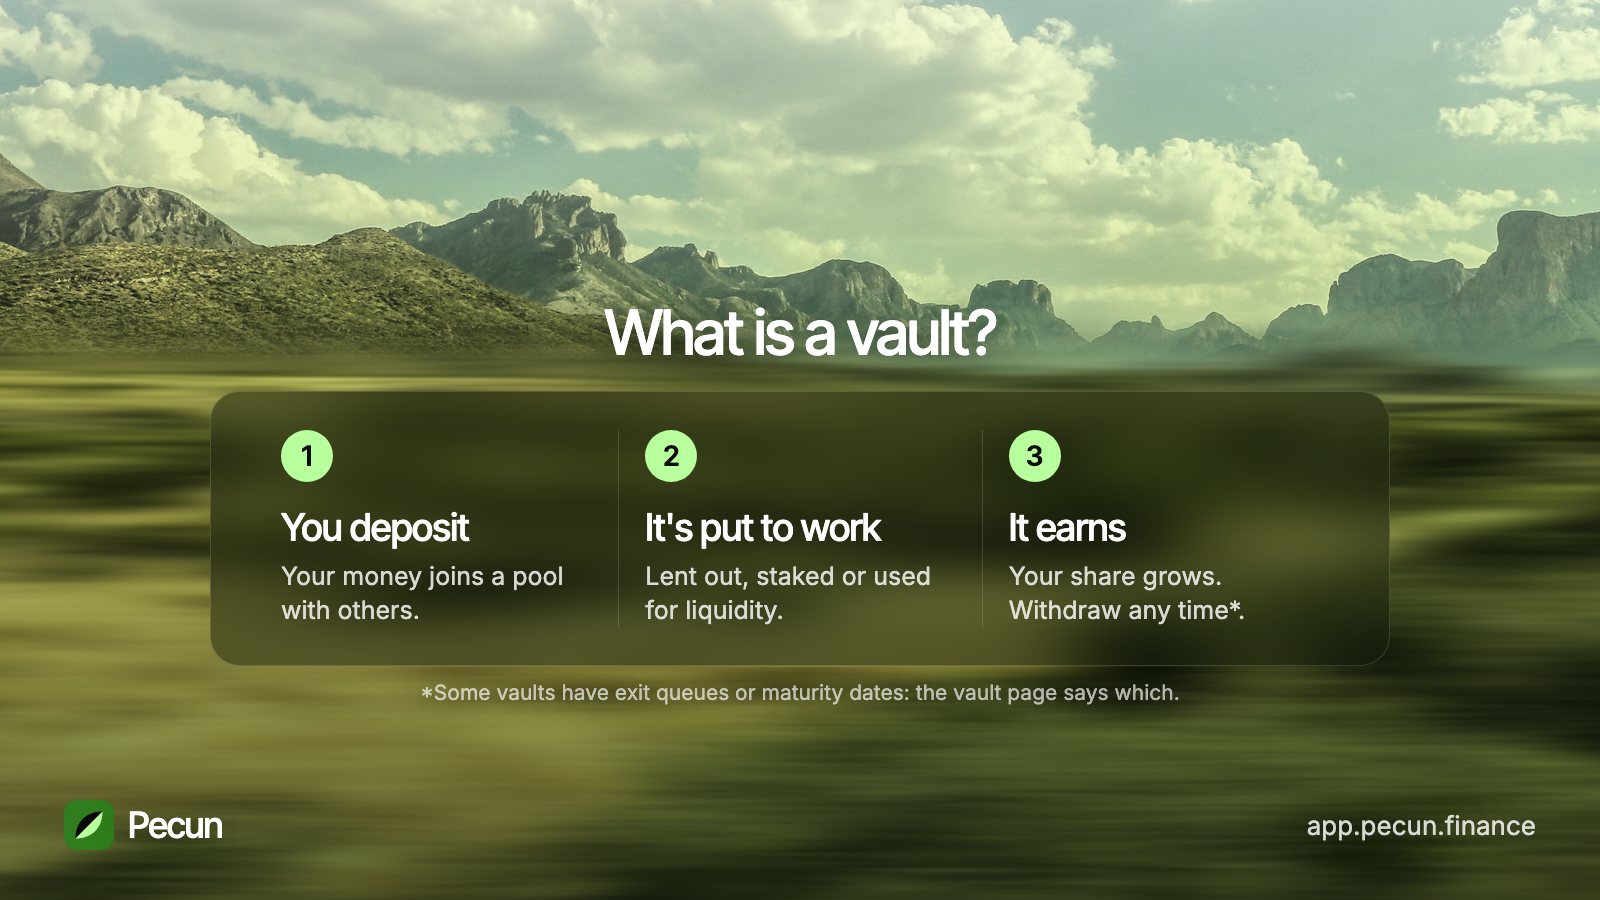 What is a vault?
1
You deposit
Your money joins a pool
with others.
2
It's put to work
Lent out, staked or used
for liquidity.
3
It earns
Your share grows.
Withdraw any time*.
*Some vaults have exit queues or maturity dates: the vault page says which.
Pecun
app.pecun.finance